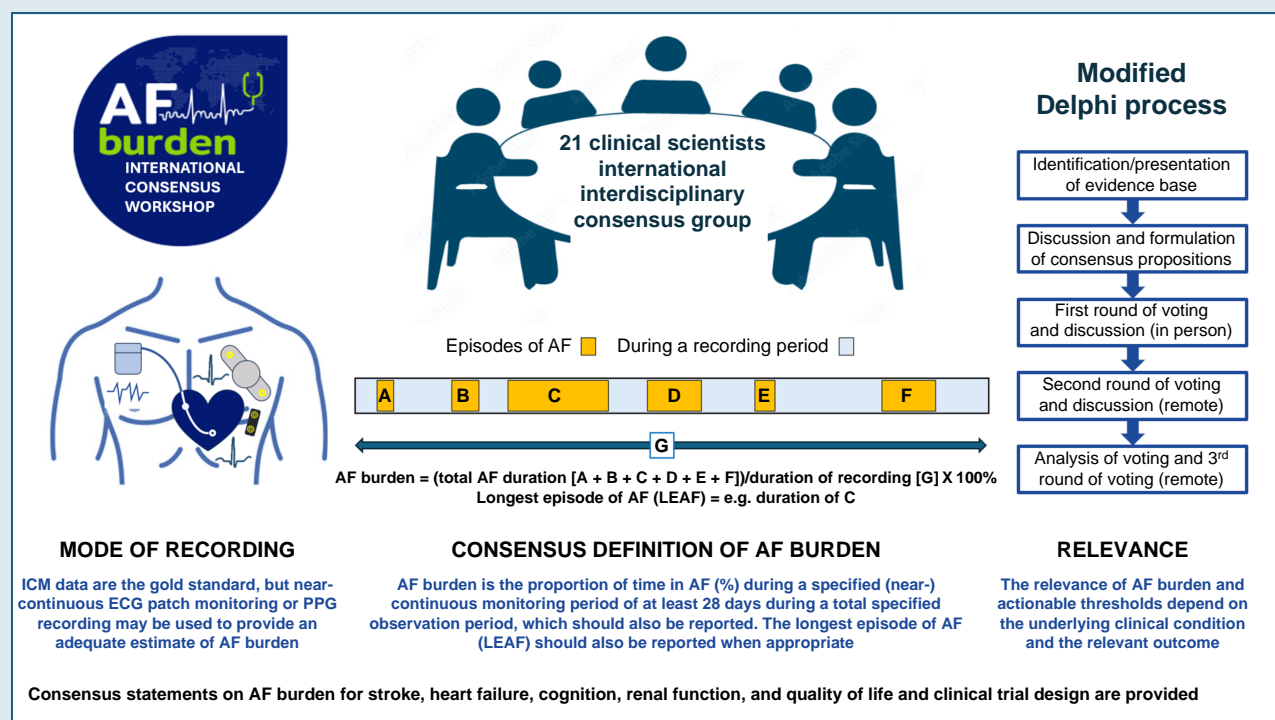 AF
burden
INTERNATIONAL
CONSENSUS
WORKSHOP
21 clinical scientists
international
interdisciplinary
consensus group
Modified
Delphi process
Identification/presentation
of evidence base
Discussion and formulation
of consensus propositions
First round of voting
and discussion (in person)
Second round of voting
and discussion (remote)
Analysis of voting and 3rd
round of voting (remote)
Episodes of AF
During a recording period
A B C D E F
G
AF burden = (total AF duration [A + B + C + D + E + F])/duration of recording [G] X 100%
Longest episode of AF (LEAF) = e.g. duration of C
MODE OF RECORDING
ICM data are the gold standard, but near-
continuous ECG patch monitoring or PPG
recording may be used to provide an
adequate estimate of AF burden
CONSENSUS DEFINITION OF AF BURDEN
AF burden is the proportion of time in AF (%) during a specified (near-)
continuous monitoring period of at least 28 days during a total specified
observation period, which should also be reported. The longest episode of AF
(LEAF) should also be reported when appropriate
RELEVANCE
The relevance of AF burden and
actionable thresholds depend on
the underlying clinical condition
and the relevant outcome
Consensus statements on AF burden for stroke, heart failure, cognition, renal function, and quality of life and clinical trial design are provided